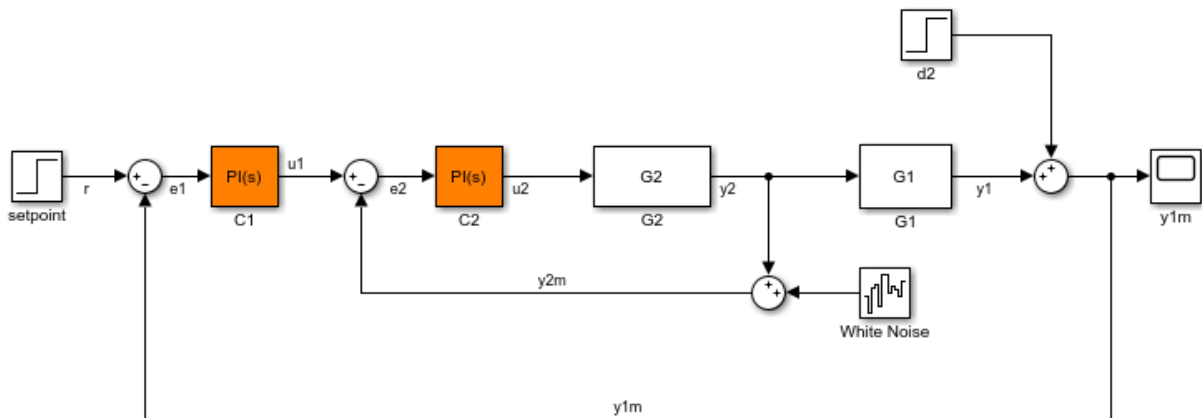 d2
PI(s)
u1
PI(s)
G2
G1
r
e1
e2
u2
y2
y1
setpoint
C1
C2
G2
G1
y1m
y2m
White Noise
y1m